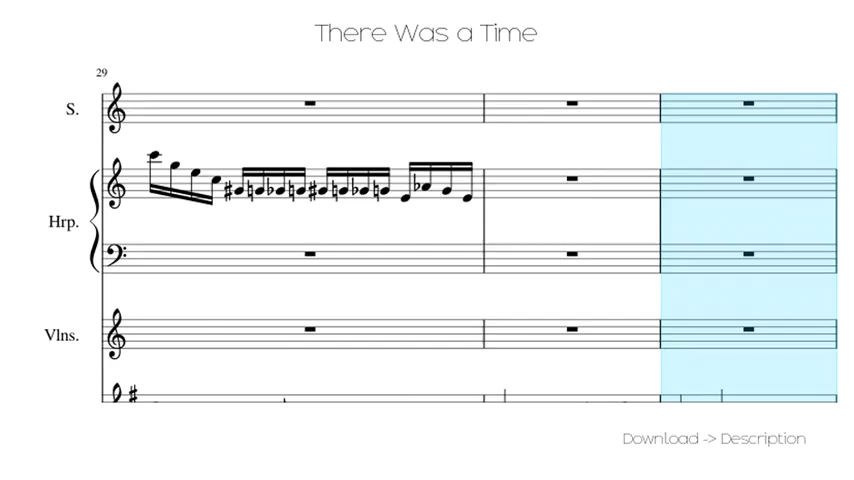 There Was a Time
29
S.
Hrp.
Vlns.
Download -> Description